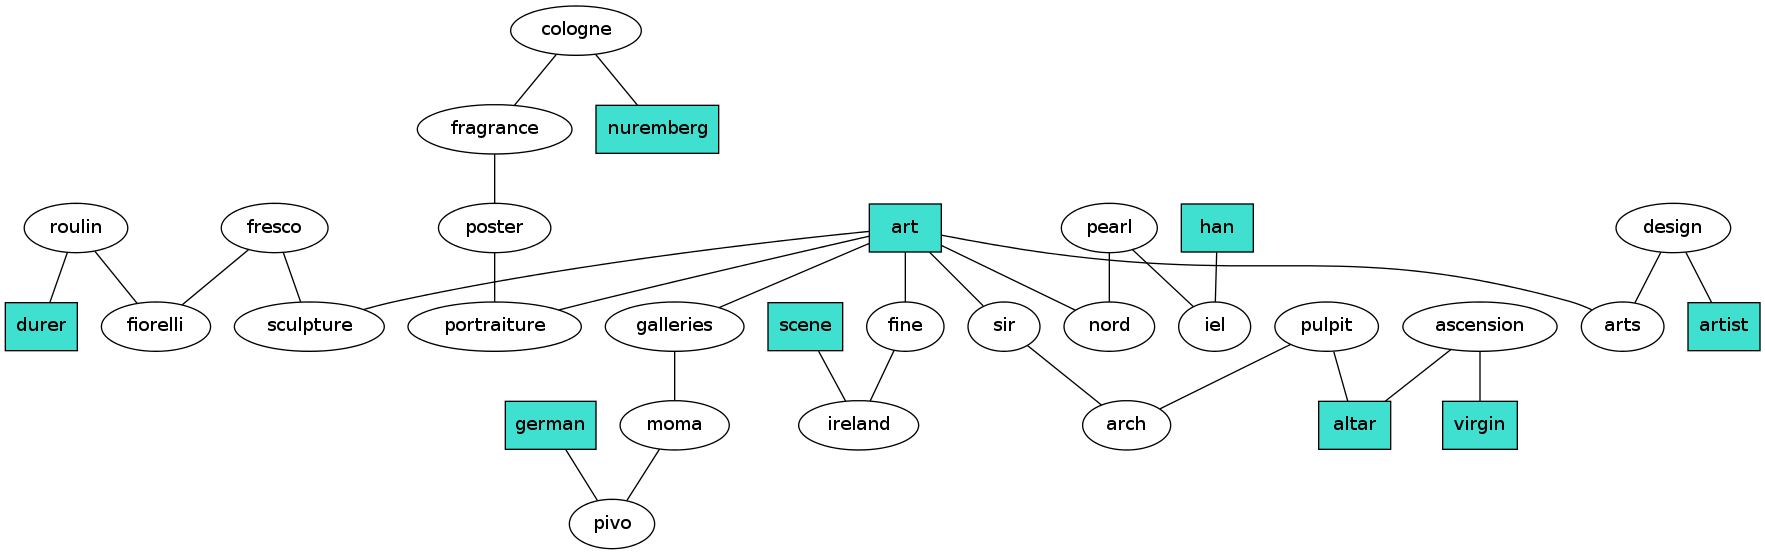 cologne
fragrance
nuremberg
roulin
fresco
poster
art
pearl
han
design
durer
fiorelli
sculpture
portraiture
galleries
scene
fine
sir
nord
iel
pulpit
ascension
arts
artist
german
moma
ireland
arch
altar
virgin
pivo